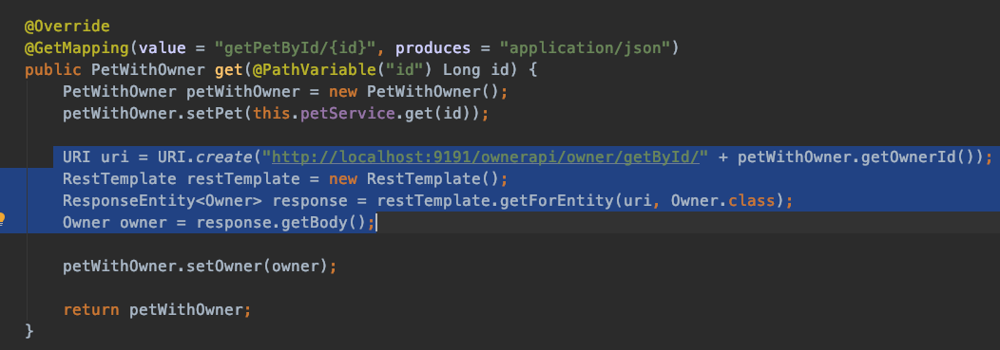 @Override
@GetMapping(value = "getPetById/{id}", produces = "application/json")
public PetWithOwner get(@PathVariable("id") Long id) {
PetWithOwner petWithOwner = new PetWithOwner();
petWithOwner.setPet(this.petService.get(id));
URI uri = URI.create("http://localhost:9191/ownerapi/owner/getById/" + petWithOwner.getOwnerId());
RestTemplate restTemplate = new RestTemplate();
ResponseEntity<Owner> response = restTemplate.getForEntity(uri, Owner.class);
Owner owner = response.getBody();
petWithOwner.setOwner(owner);
return petWithOwner;
}